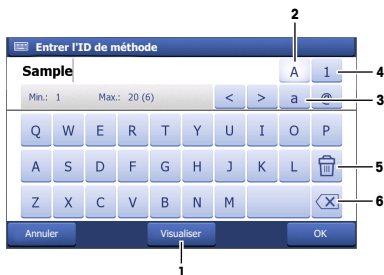 2
Entrer l'ID de méthode
Sample A 1 4
Min.: 1 Max.: 20 (6) < > a @ 3
Q W E R T Y U I O P
A S D F G H J K L 5
Z X C V B N M 6
Annuler Visualiser OK
1